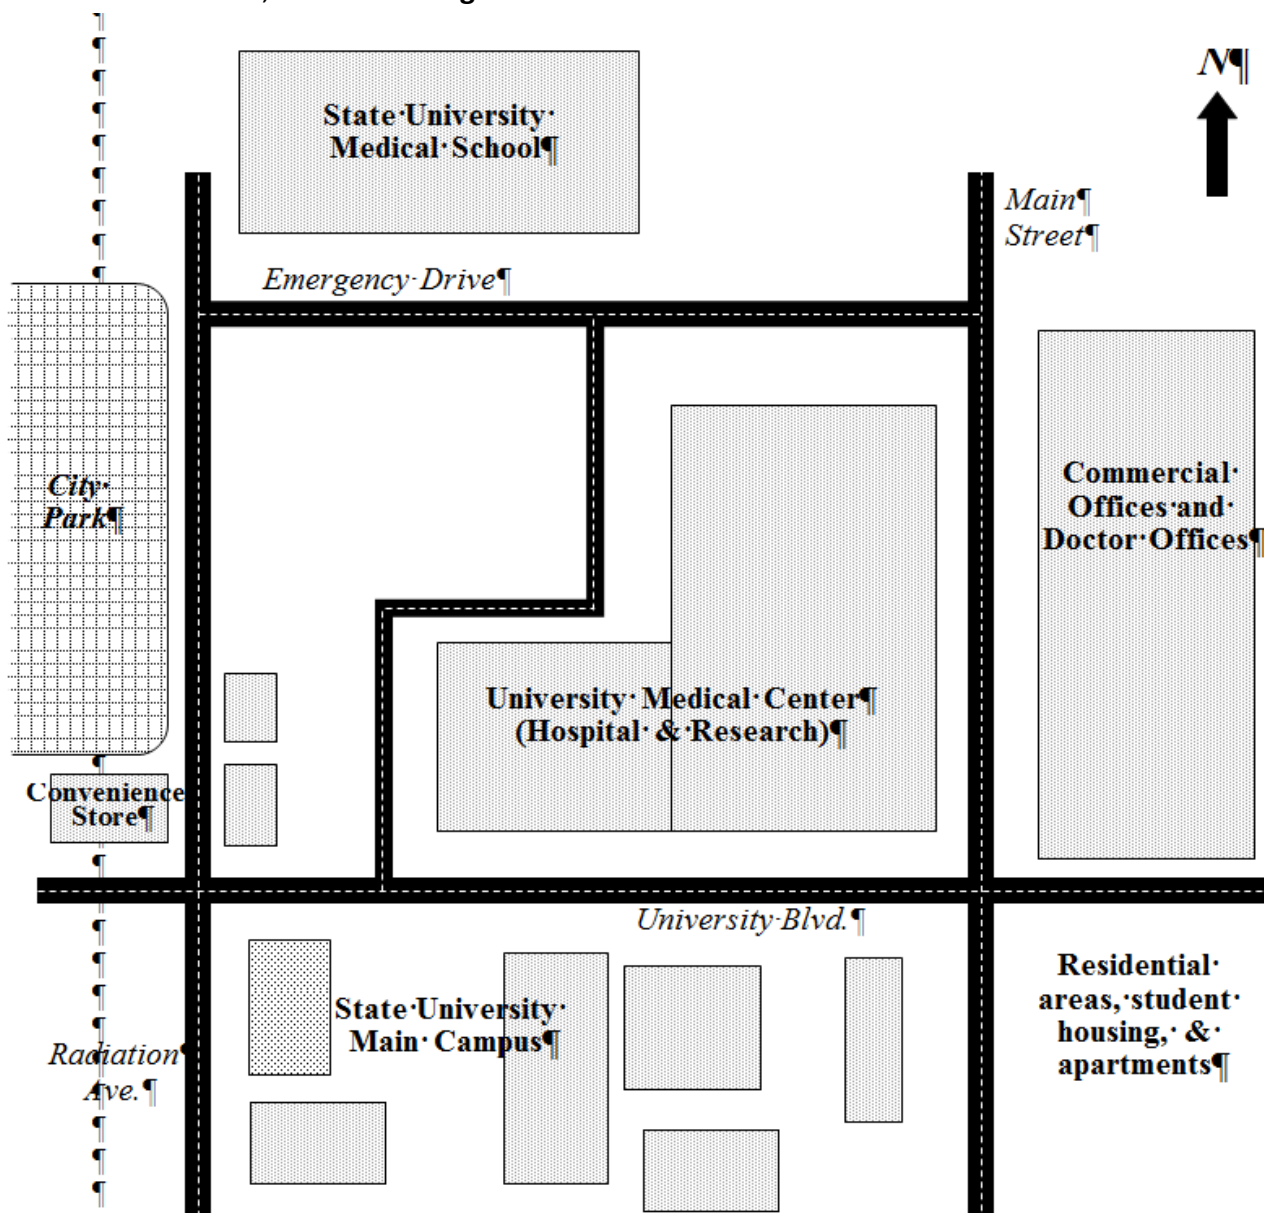 N¶
State·University·
Medical·School¶
Main¶
Street¶
Emergency·Drive¶
City·
Park¶
Commercial·
Offices·and·
Doctor·Offices¶
University·Medical·Center¶
(Hospital·&·Research)¶
Convenience
Store¶
University·Blvd.¶
State·University·
Main·Campus¶
Residential·
areas,·student·
housing,·&·
apartments¶
Radiation¶
Ave.¶